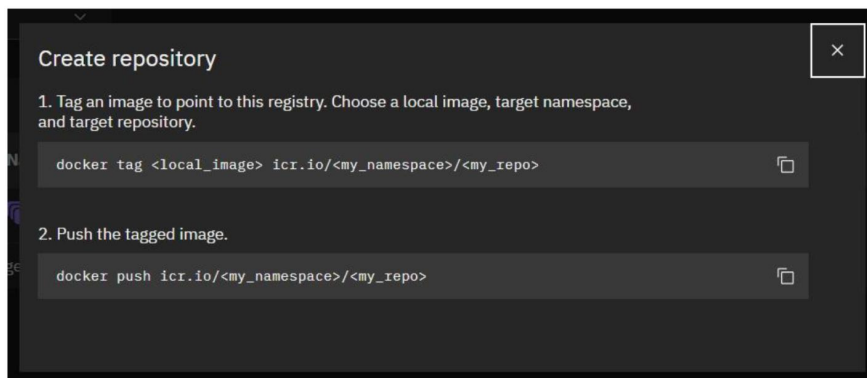 Create repository
1. Tag an image to point to this registry. Choose a local image, target namespace,
and target repository.
docker tag <local_image> icr.io/<my_namespace>/<my_repo>
2. Push the tagged image.
docker push icr.io/<my_namespace>/<my_repo>